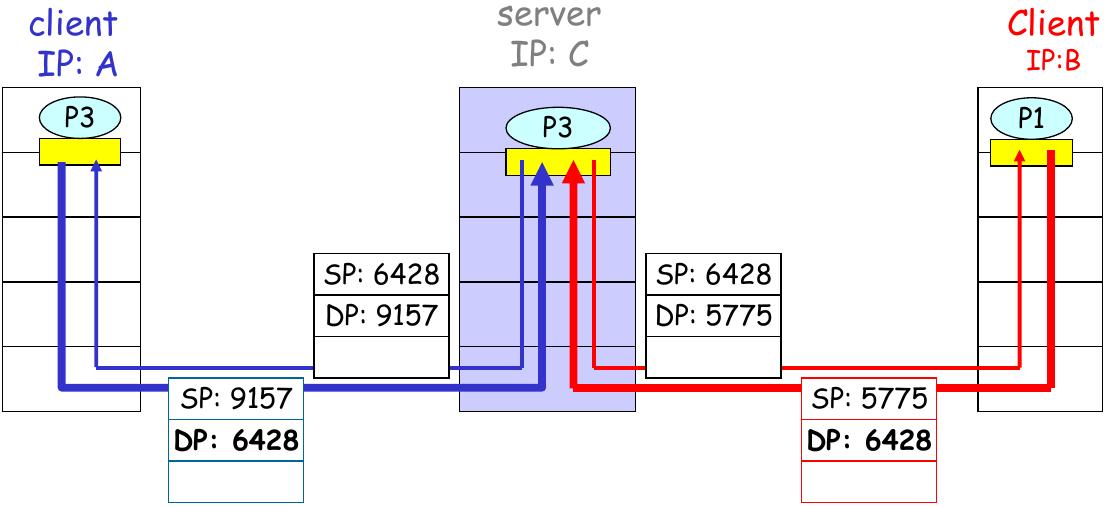 client
IP: A
server
IP: C
Client
IP:B
P3
P3
P1
SP: 6428
DP: 9157
SP: 6428
DP: 5775
SP: 9157
DP: 6428
SP: 5775
DP: 6428